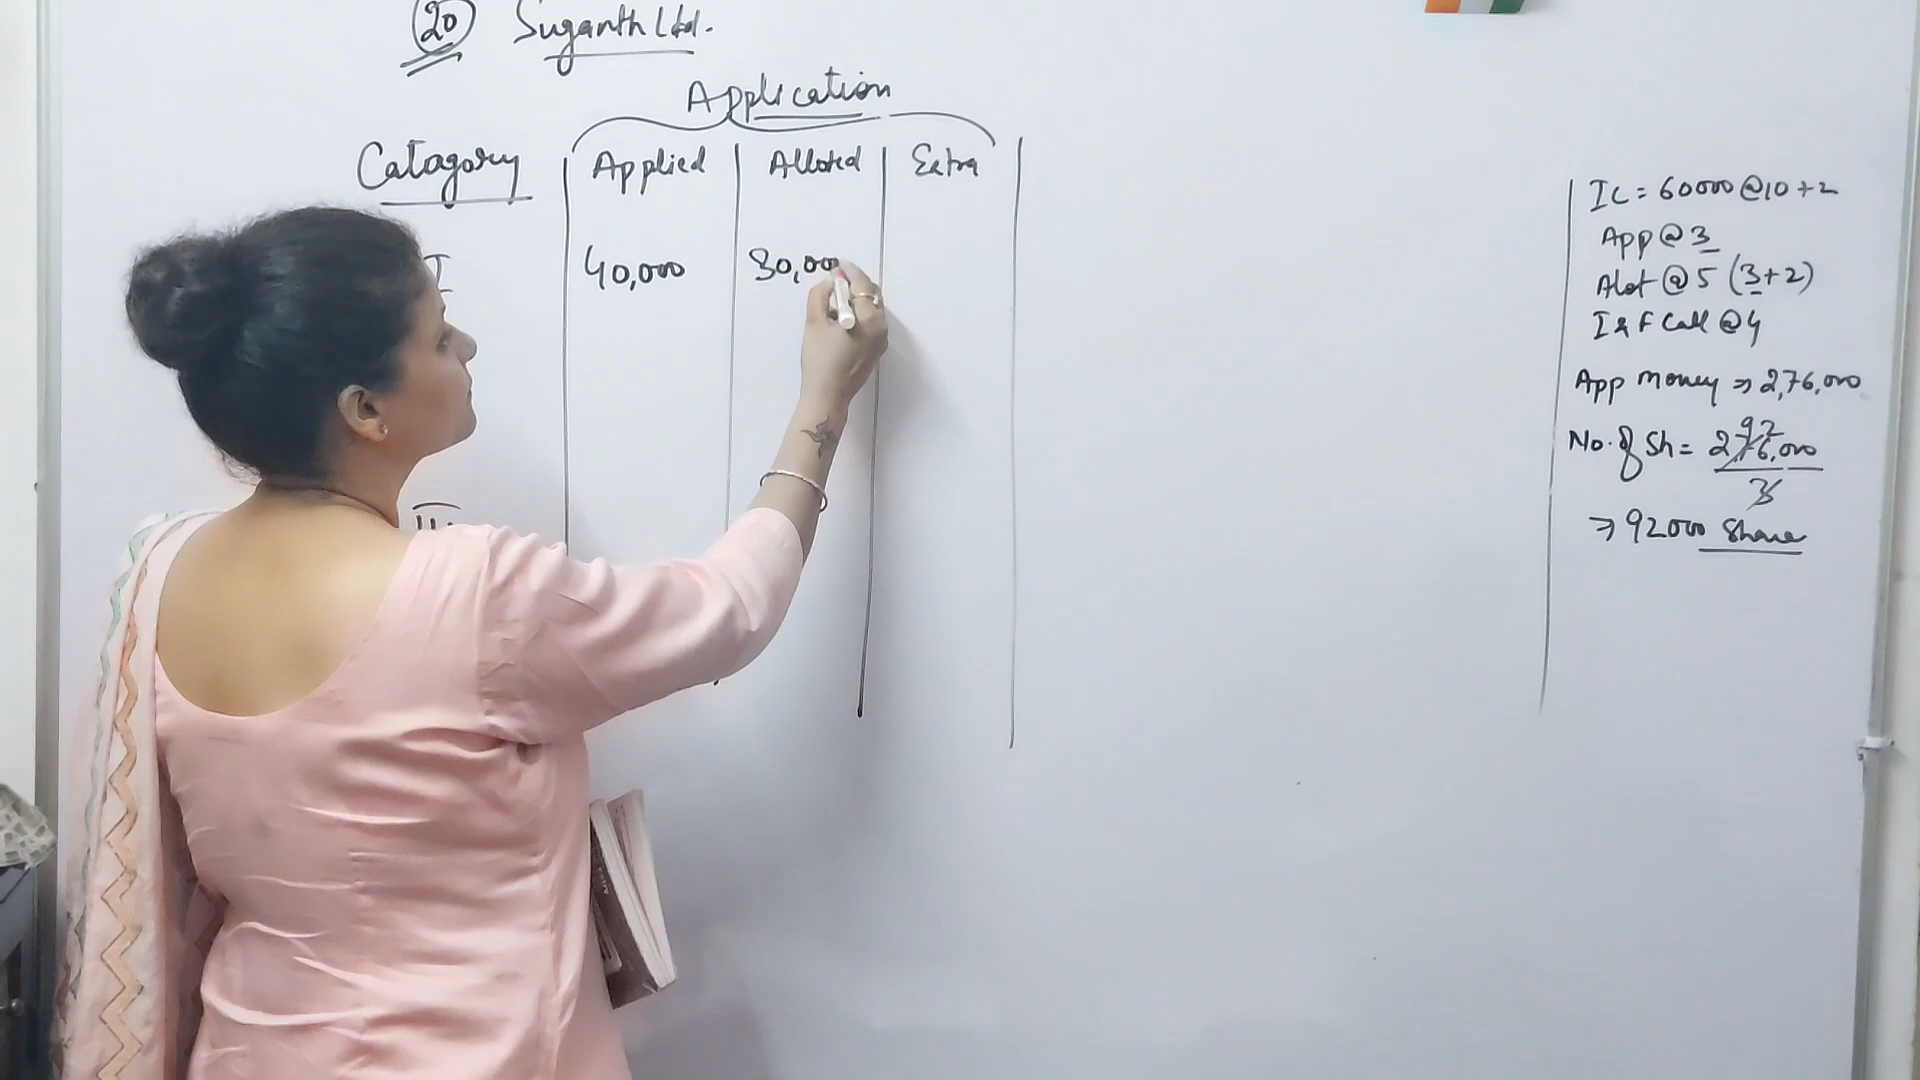 20 Suganth Ltd.
Application
Catagory Applied Alloted Extra
I 40,000 30,000
II
IC = 60000 @ 10 + 2
App @ 3
Alot @ 5 (3+2)
I & F Call @ 4
App Money ⇒ 2,76,000
No. of Sh = 2,76,000 92
3
⇒ 92000 Share